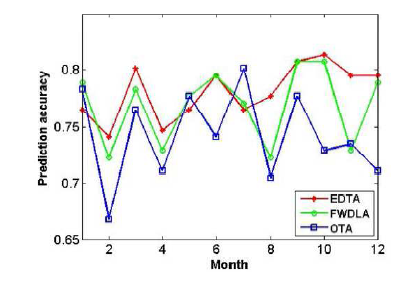 0.8
0.75
0.7
0.65
Prediction accuracy
2 4 6 8 10 12
Month
EDTA
FWDLA
OTA